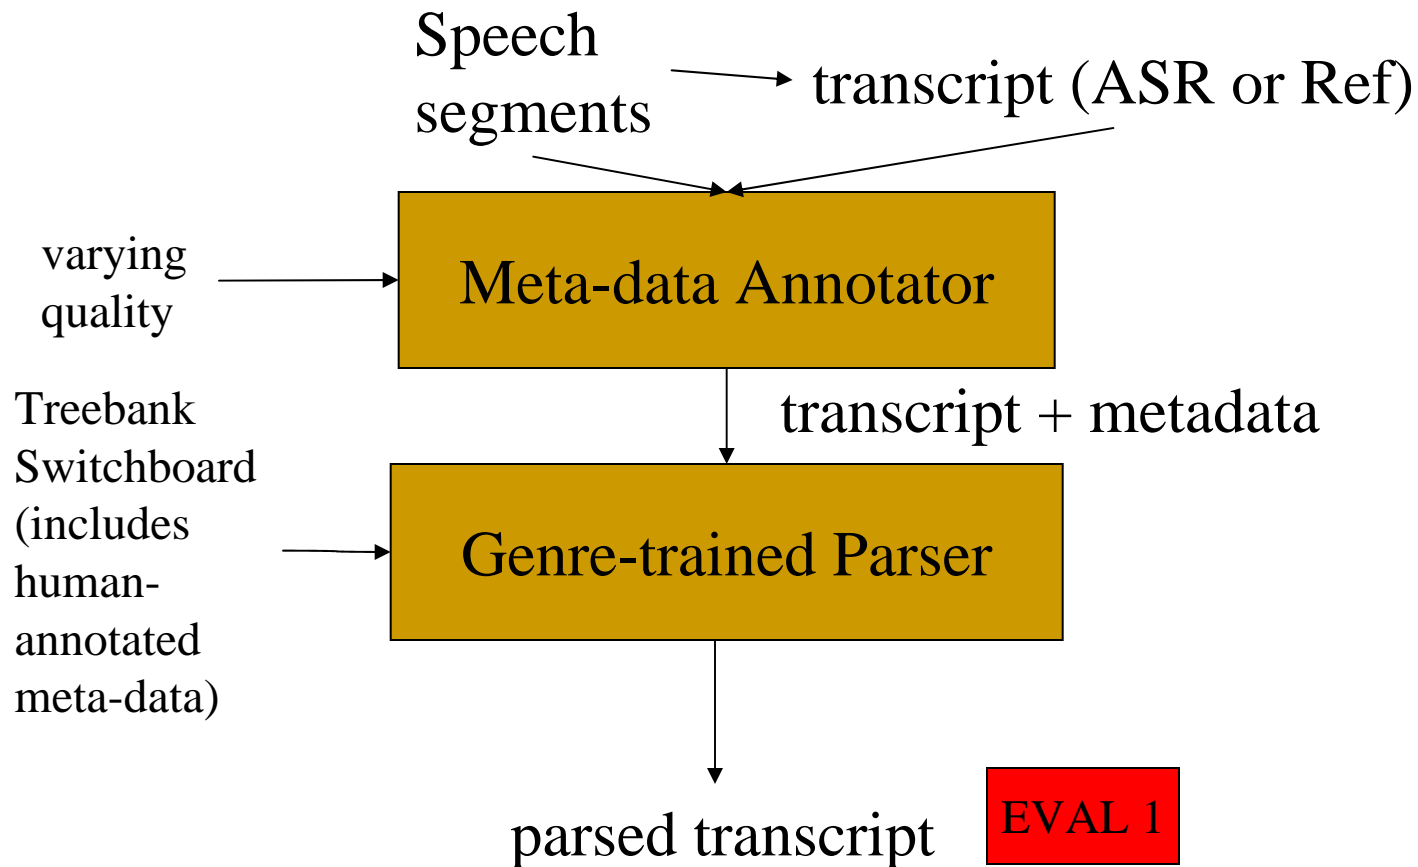 Speech
segments
transcript (ASR or Ref)
varying
quality
Meta-data Annotator
Treebank
Switchboard
(includes
human-
annotated
meta-data)
transcript + metadata
Genre-trained Parser
parsed transcript
EVAL 1